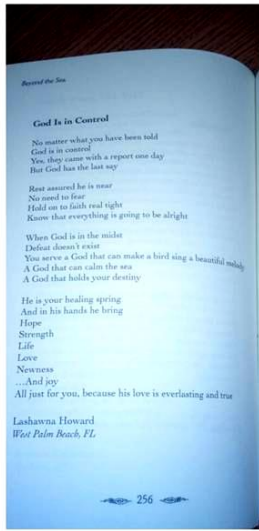 Beyond the Sea
God Is in Control
No matter what you have been told
God is in control
Yes, they came with a report one day
But God has the last say
Rest assured he is near
No need to fear
Hold on to faith real tight
Know that everything is going to be alright
When God is in the midst
Defeat doesn't exist
You serve a God that can make a bird sing a beautiful melody
A God that can calm the sea
A God that holds your destiny
He is your healing spring
And in his hands he bring
Hope
Strength
Life
Love
Newness
…And joy
All just for you, because his love is everlasting and true
Lashawna Howard
West Palm Beach, FL
256